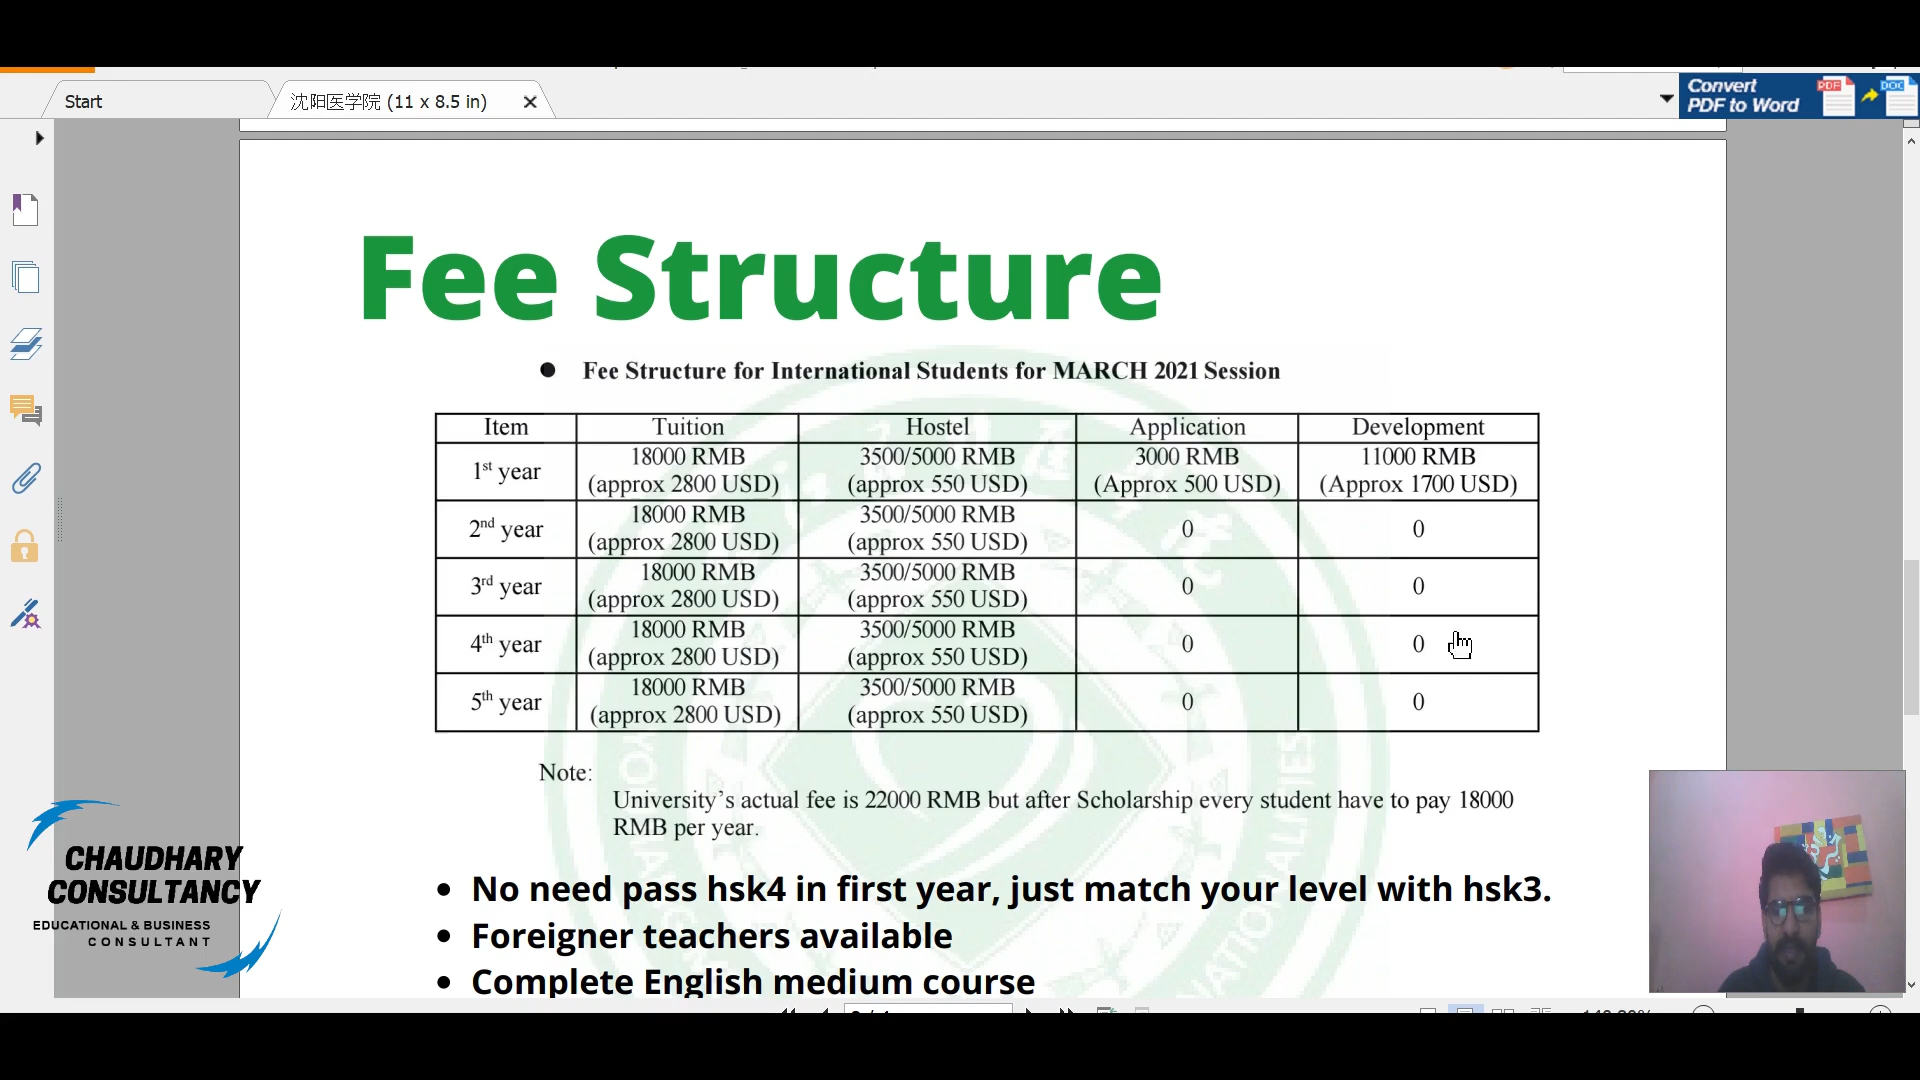 Start
沈阳医学院 (11 x 8.5 in)
Convert
PDF to Word
PDF
DOC
Fee Structure
● Fee Structure for International Students for MARCH 2021 Session
Item Tuition Hostel Application Development
1st year 18000 RMB (approx 2800 USD) 3500/5000 RMB (approx 550 USD) 3000 RMB (Approx 500 USD) 11000 RMB (Approx 1700 USD)
2nd year 18000 RMB (approx 2800 USD) 3500/5000 RMB (approx 550 USD) 0 0
3rd year 18000 RMB (approx 2800 USD) 3500/5000 RMB (approx 550 USD) 0 0
4th year 18000 RMB (approx 2800 USD) 3500/5000 RMB (approx 550 USD) 0 0
5th year 18000 RMB (approx 2800 USD) 3500/5000 RMB (approx 550 USD) 0 0
Note:
University's actual fee is 22000 RMB but after Scholarship every student have to pay 18000
RMB per year.
• No need pass hsk4 in first year, just match your level with hsk3.
• Foreigner teachers available
• Complete English medium course
CHAUDHARY
CONSULTANCY
EDUCATIONAL & BUSINESS
CONSULTANT